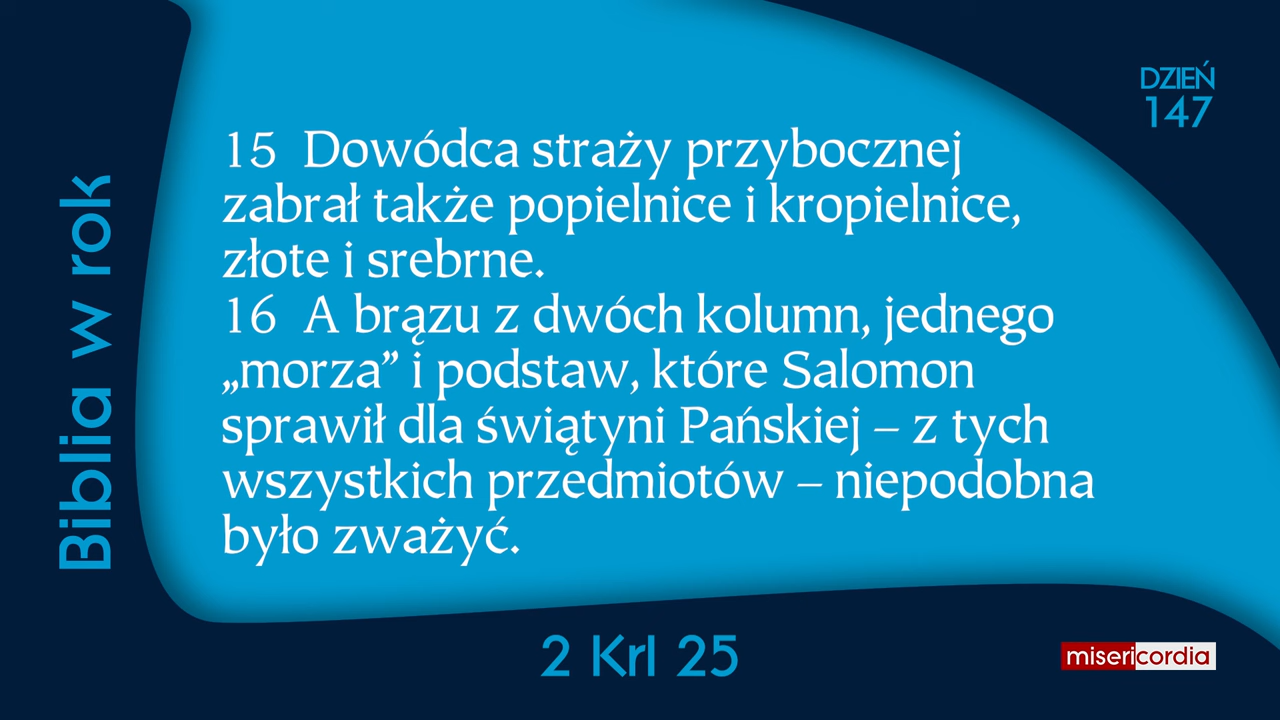 DZIEŃ
147
15 Dowódca straży przybocznej
zabrał także popielnice i kropielnice,
złote i srebrne.
16 A brązu z dwóch kolumn, jednego
„morza” i podstaw, które Salomon
sprawił dla świątyni Pańskiej – z tych
wszystkich przedmiotów – niepodobna
było zważyć.
Biblia w rok
2 Krl 25
misericordia